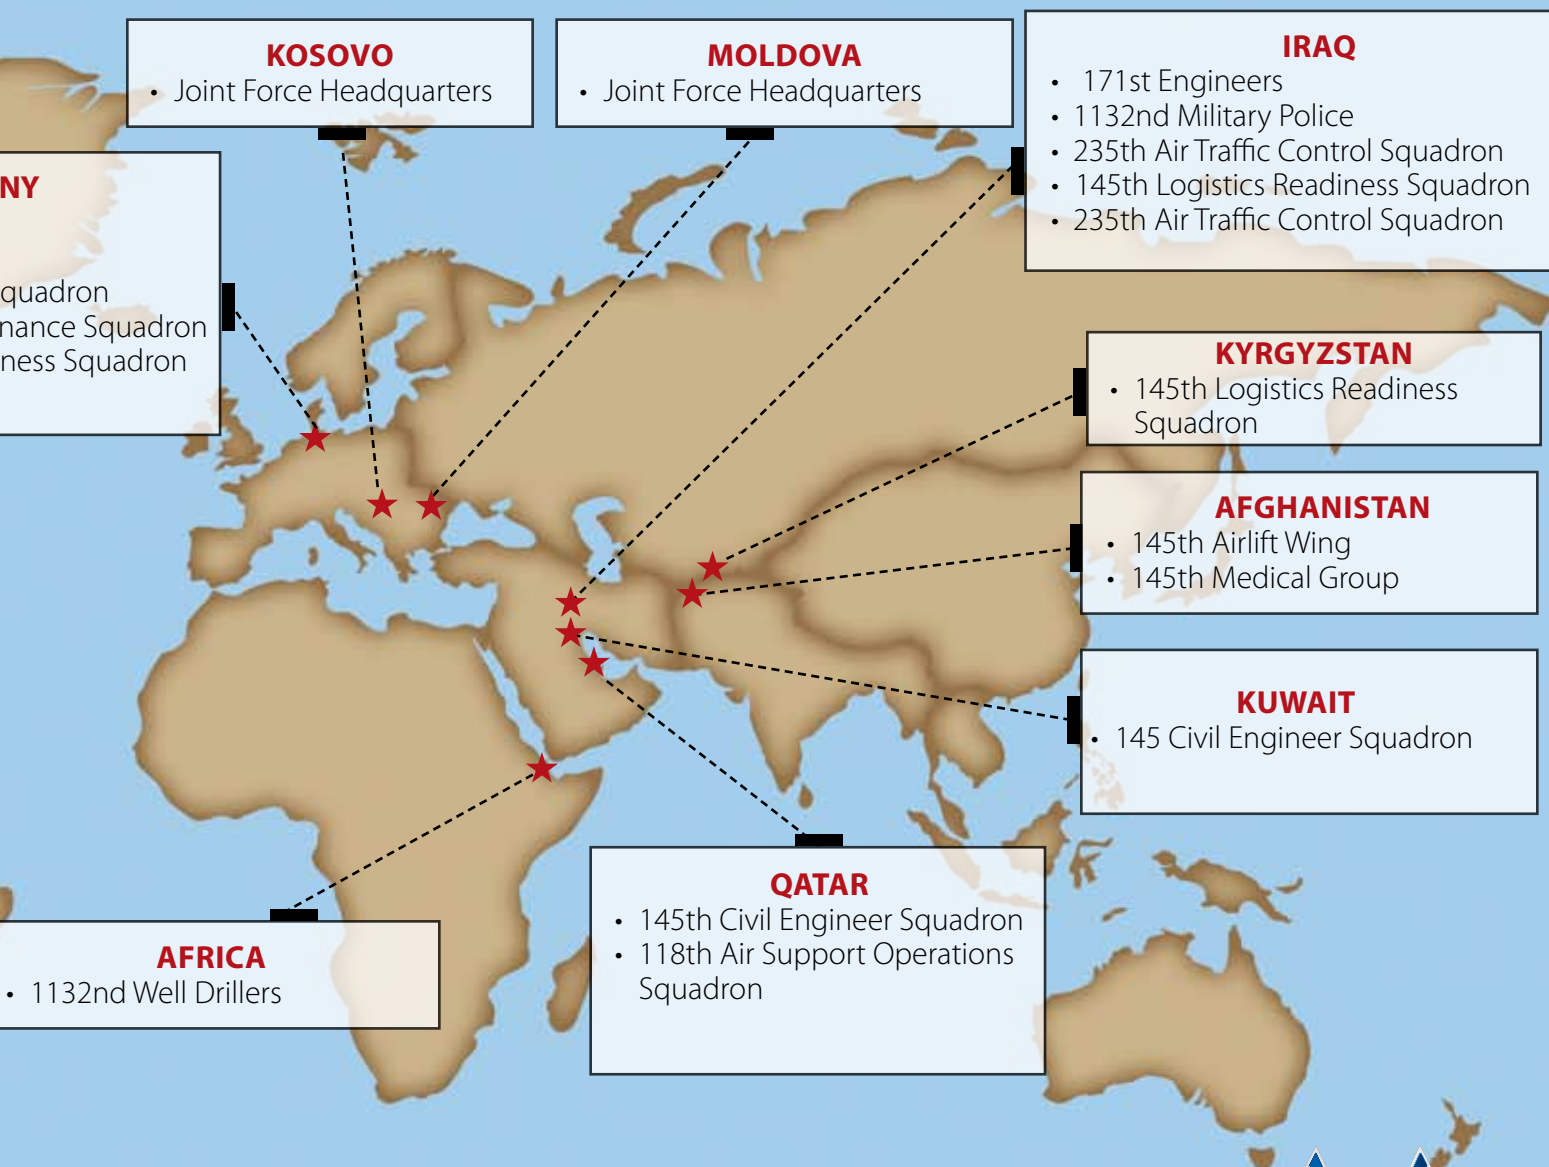 KOSOVO
• Joint Force Headquarters
MOLDOVA
• Joint Force Headquarters
IRAQ
• 171st Engineers
• 1132nd Military Police
• 235th Air Traffic Control Squadron
• 145th Logistics Readiness Squadron
• 235th Air Traffic Control Squadron
NY
quadron
nance Squadron
ness Squadron
KYRGYZSTAN
• 145th Logistics Readiness
Squadron
AFGHANISTAN
• 145th Airlift Wing
• 145th Medical Group
KUWAIT
• 145 Civil Engineer Squadron
QATAR
• 145th Civil Engineer Squadron
• 118th Air Support Operations
Squadron
AFRICA
• 1132nd Well Drillers